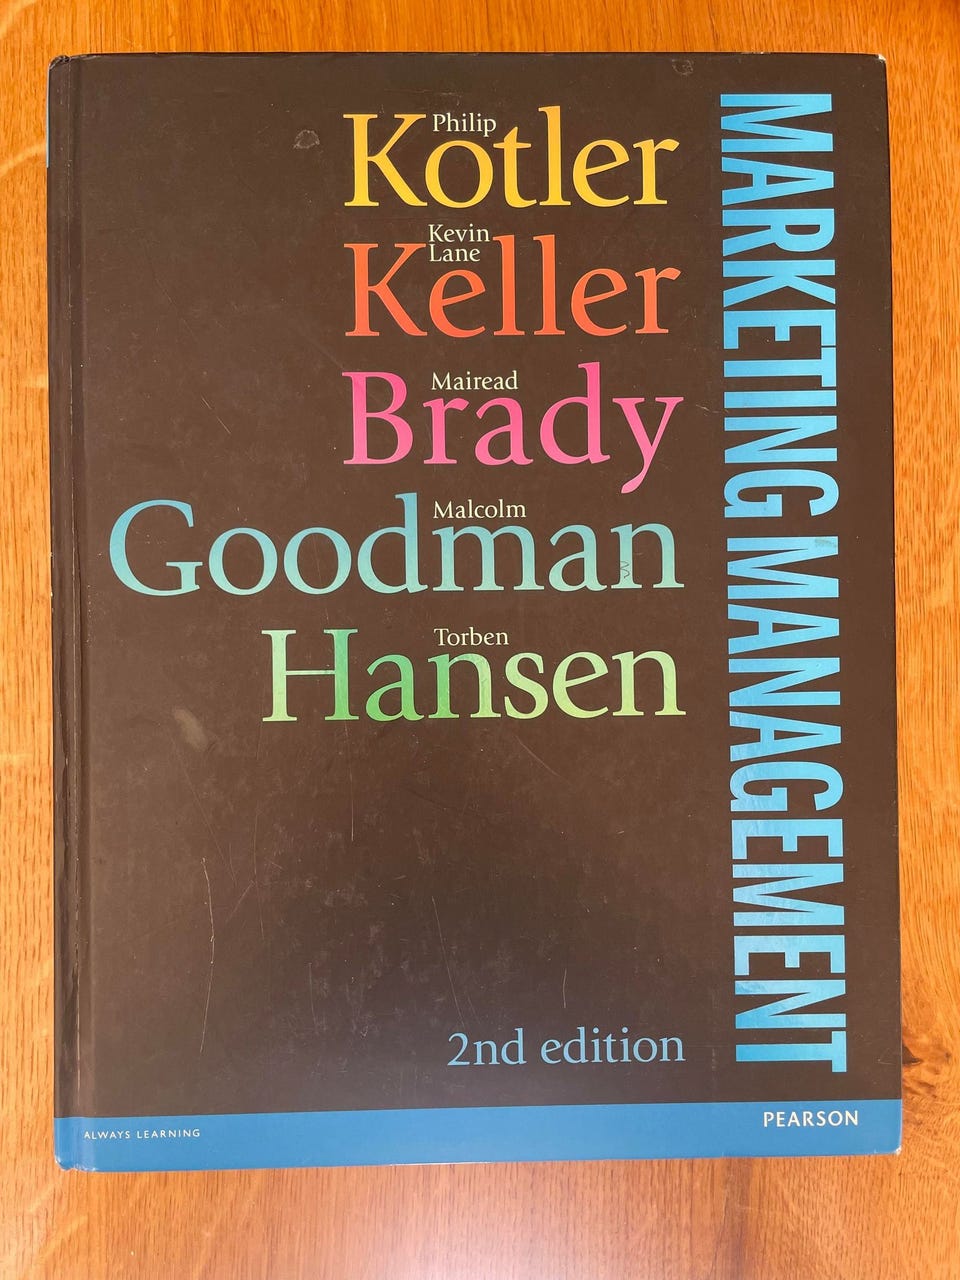 Philip
Kotler
Kevin
Lane
Keller
Mairead
Brady
Malcolm
Goodman
Torben
Hansen
MARKETING MANAGEMENT
2nd edition
ALWAYS LEARNING
PEARSON